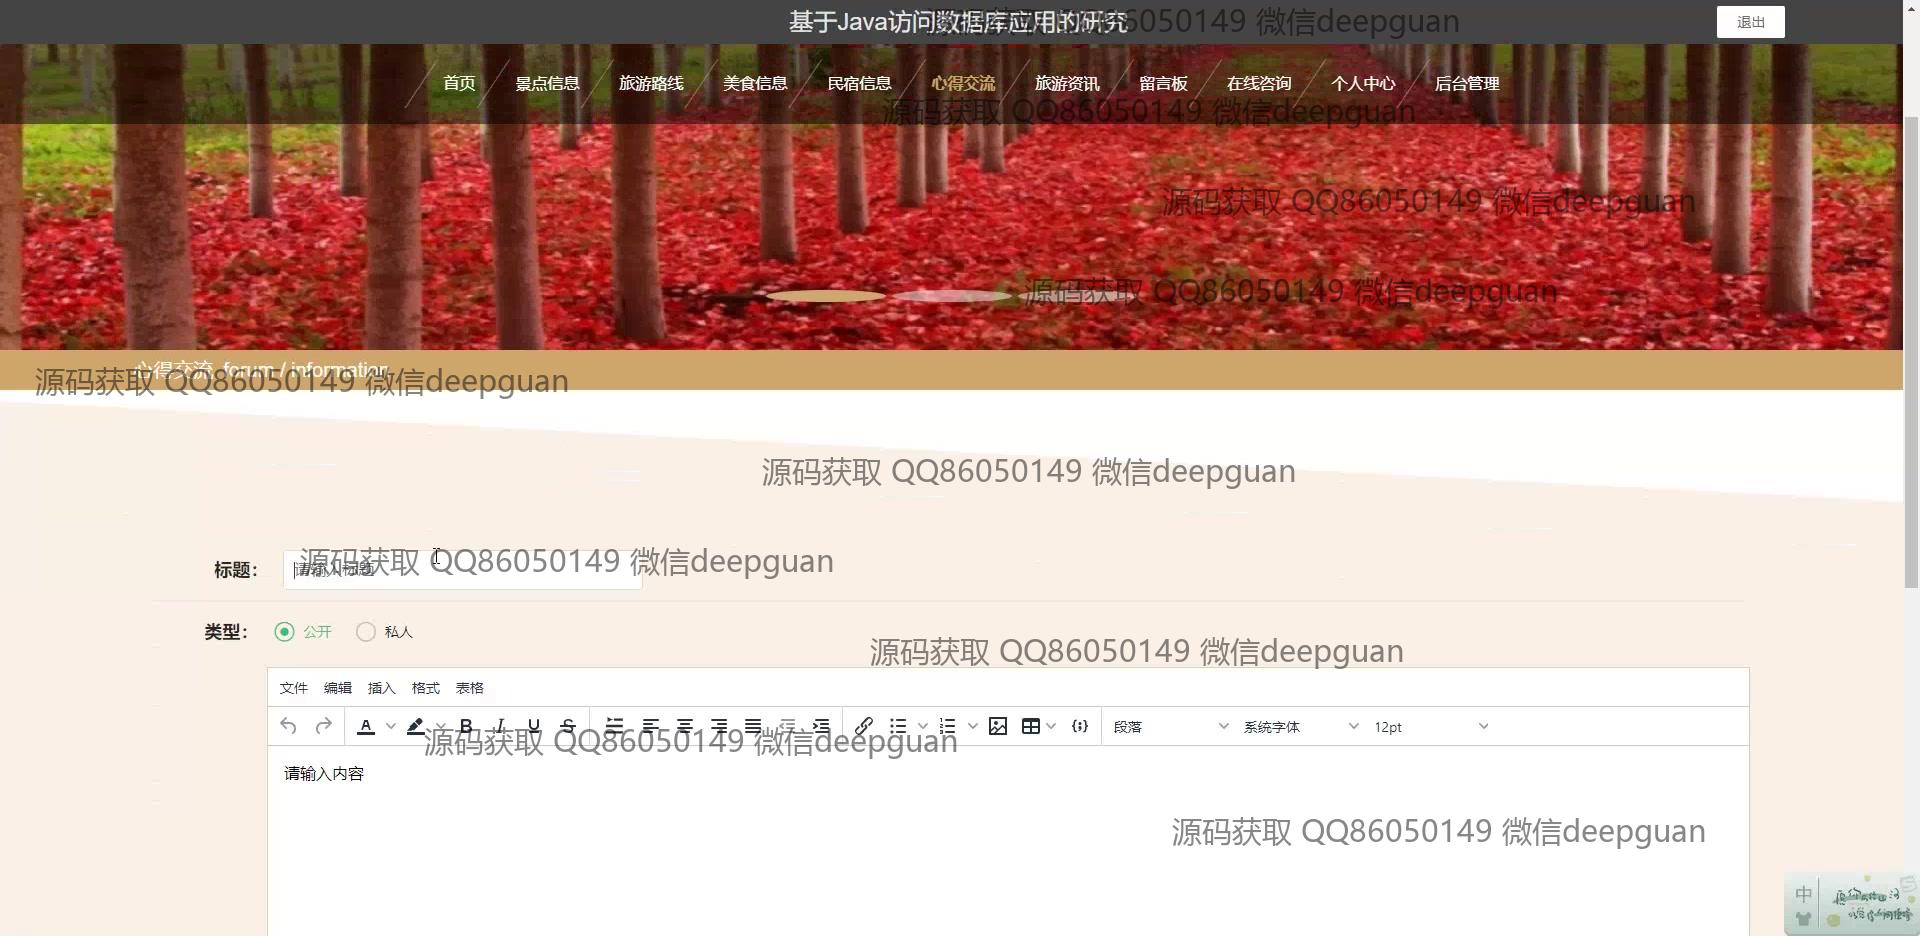 基于Java访问数据库应用的研究
源码获取 QQ86050149 微信deepguan
退出
首页 景点信息 旅游路线 美食信息 民宿信息 心得交流 旅游资讯 留言板 在线咨询 个人中心 后台管理
源码获取 QQ86050149 微信deepguan
源码获取 QQ86050149 微信deepguan
源码获取 QQ86050149 微信deepguan
心得交流 forum / information
源码获取 QQ86050149 微信deepguan
源码获取 QQ86050149 微信deepguan
标题： 请输入标题
源码获取 QQ86050149 微信deepguan
类型： 公开 私人
源码获取 QQ86050149 微信deepguan
文件 编辑 插入 格式 表格
段落 系统字体 12pt
源码获取 QQ86050149 微信deepguan
请输入内容
源码获取 QQ86050149 微信deepguan
中